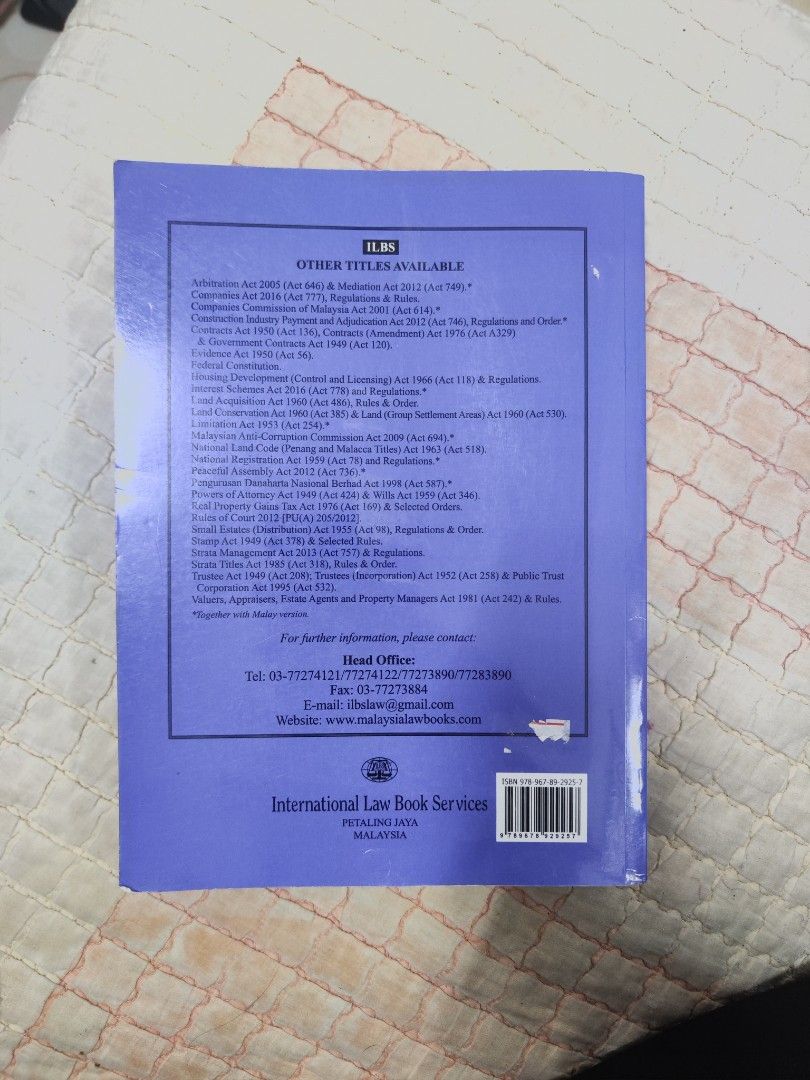 ILBS
OTHER TITLES AVAILABLE
Arbitration Act 2005 (Act 646) & Mediation Act 2012 (Act 749).*
Companies Act 2016 (Act 777), Regulations & Rules.
Companies Commission of Malaysia Act 2001 (Act 614).*
Construction Industry Payment and Adjudication Act 2012 (Act 746), Regulations and Order.*
Contracts Act 1950 (Act 136), Contracts (Amendment) Act 1976 (Act A329)
& Government Contracts Act 1949 (Act 120).
Evidence Act 1950 (Act 56).
Federal Constitution.
Housing Development (Control and Licensing) Act 1966 (Act 118) & Regulations.
Interest Schemes Act 2016 (Act 778) and Regulations.*
Land Acquisition Act 1960 (Act 486), Rules & Order.
Land Conservation Act 1960 (Act 385) & Land (Group Settlement Areas) Act 1960 (Act 530).
Limitation Act 1953 (Act 254).*
Malaysian Anti-Corruption Commission Act 2009 (Act 694).*
National Land Code (Penang and Malacca Titles) Act 1963 (Act 518).
National Registration Act 1959 (Act 78) and Regulations.*
Peaceful Assembly Act 2012 (Act 736).*
Pengurusan Danaharta Nasional Berhad Act 1998 (Act 587).*
Powers of Attorney Act 1949 (Act 424) & Wills Act 1959 (Act 346).
Real Property Gains Tax Act 1976 (Act 169) & Selected Orders.
Rules of Court 2012 [PU(A) 205/2012].
Small Estates (Distribution) Act 1955 (Act 98), Regulations & Order.
Stamp Act 1949 (Act 378) & Selected Rules.
Strata Management Act 2013 (Act 757) & Regulations.
Strata Titles Act 1985 (Act 318), Rules & Order.
Trustee Act 1949 (Act 208); Trustees (Incorporation) Act 1952 (Act 258) & Public Trust
Corporation Act 1995 (Act 532).
Valuers, Appraisers, Estate Agents and Property Managers Act 1981 (Act 242) & Rules.
*Together with Malay version.
For further information, please contact:
Head Office:
Tel: 03-77274121/77274122/77273890/77283890
Fax: 03-77273884
E-mail: ilbslaw@gmail.com
Website: www.malaysialawbooks.com
International Law Book Services
PETALING JAYA
MALAYSIA
ISBN 978-967-89-2925-7
9 789678 929257